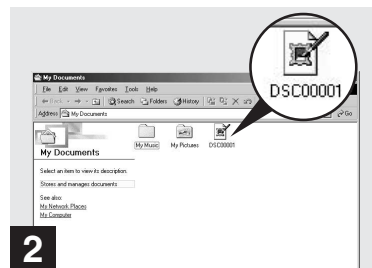 My Documents
File Edit View Favorites Tools Help
Back Search Folders History
Address My Documents Go
My Documents
My Music My Pictures DSC00001
Select an item to view its description.
Stores and manages documents
See also:
My Network Places
My Computer
DSC00001
2